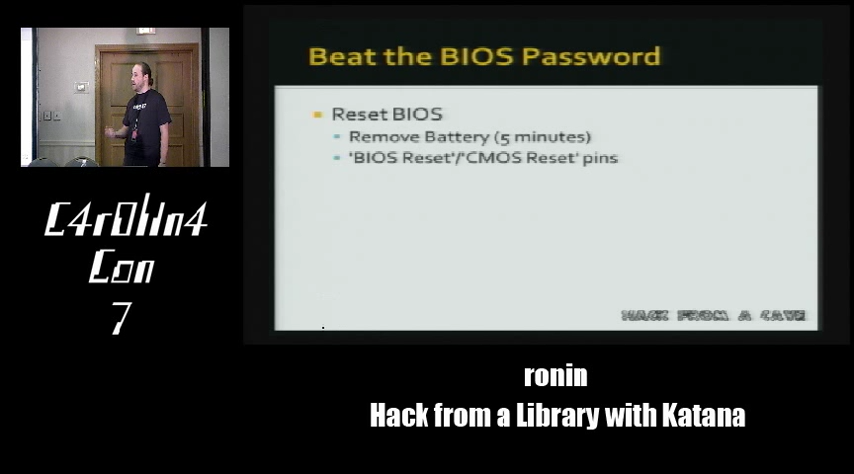 Beat the BIOS Password
Reset BIOS
Remove Battery (5 minutes)
'BIOS Reset'/'CMOS Reset' pins
HACK FROM A CAVE
C4r0l1n4
Con
7
ronin
Hack from a Library with Katana